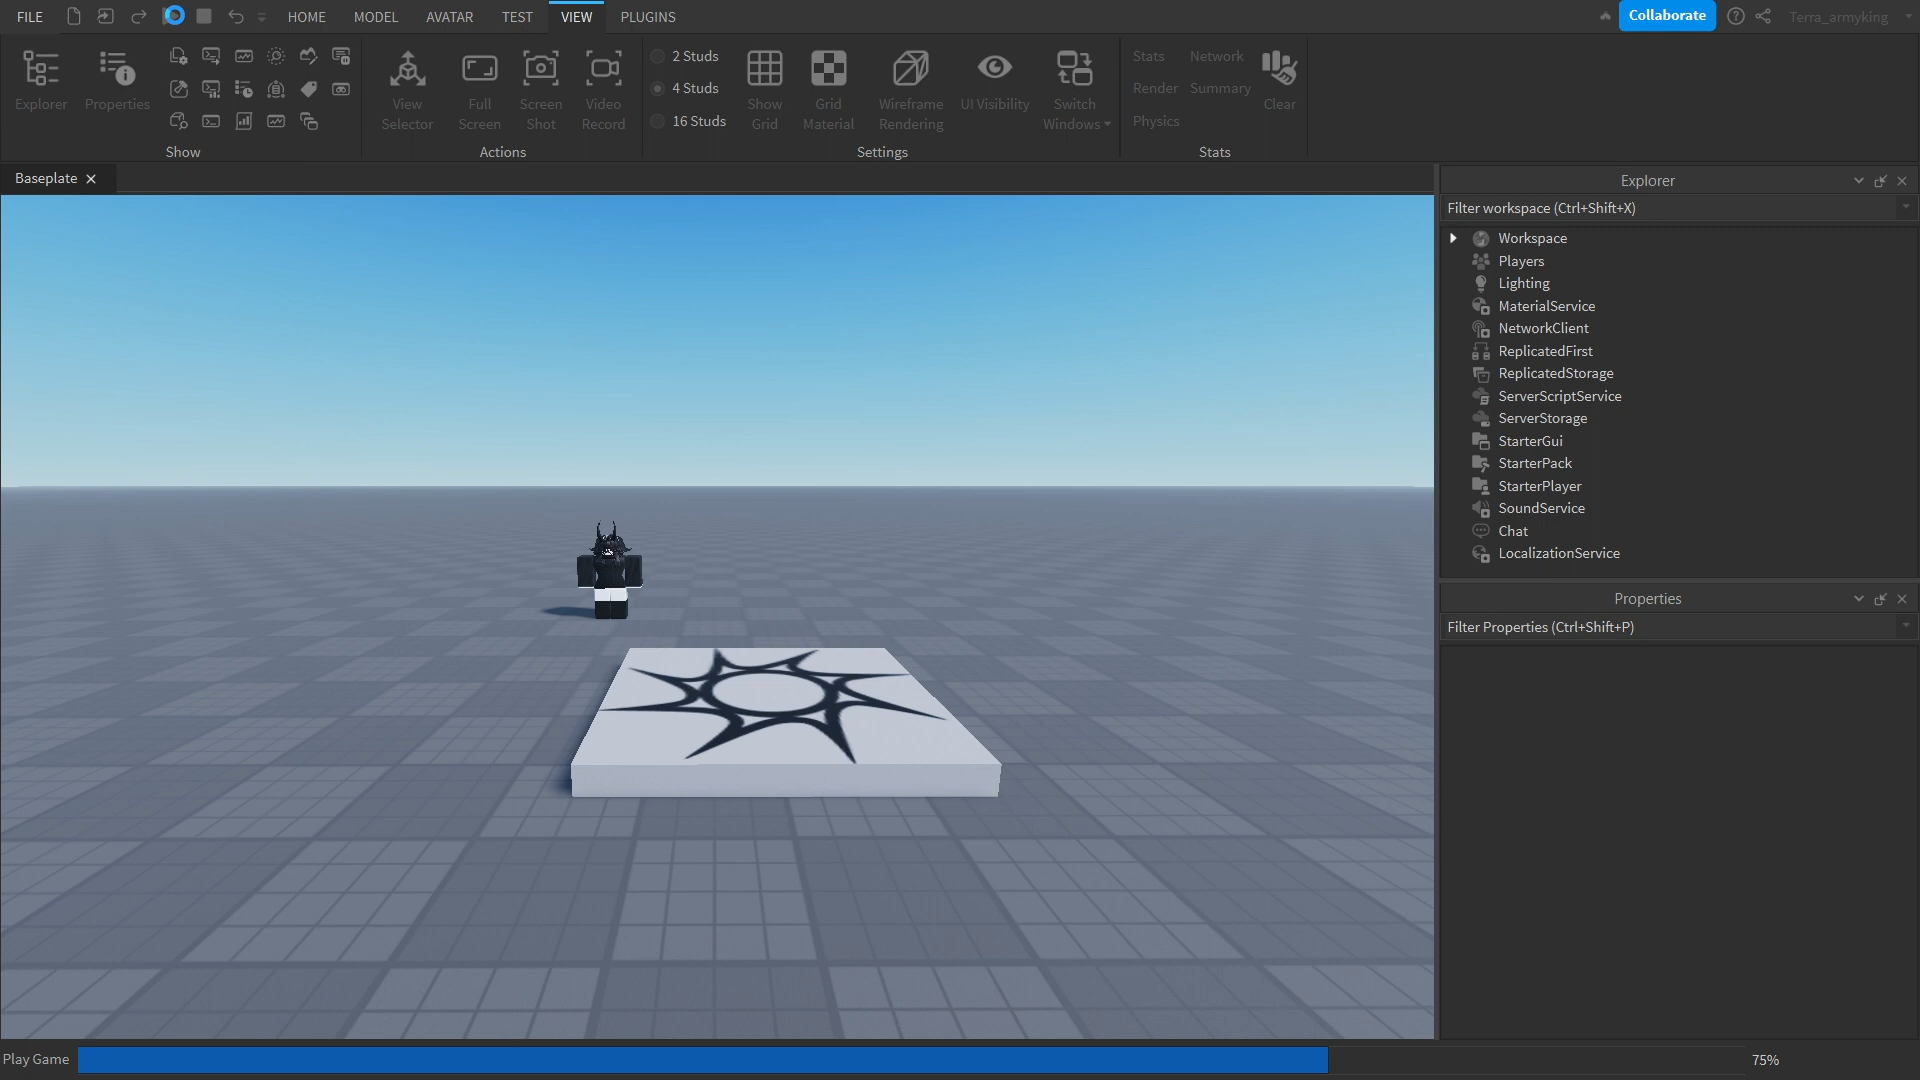 FILE HOME MODEL AVATAR TEST VIEW PLUGINS Collaborate Terra_armyking
Explorer Properties
Show
View Selector
Full Screen
Screen Shot
Video Record
Actions
2 Studs
4 Studs
16 Studs
Show Grid
Grid Material
Wireframe Rendering
UI Visibility
Switch Windows
Settings
Stats Network
Render Summary
Physics
Clear
Stats
Baseplate
Explorer
Filter workspace (Ctrl+Shift+X)
Workspace
Players
Lighting
MaterialService
NetworkClient
ReplicatedFirst
ReplicatedStorage
ServerScriptService
ServerStorage
StarterGui
StarterPack
StarterPlayer
SoundService
Chat
LocalizationService
Properties
Filter Properties (Ctrl+Shift+P)
Play Game 75%